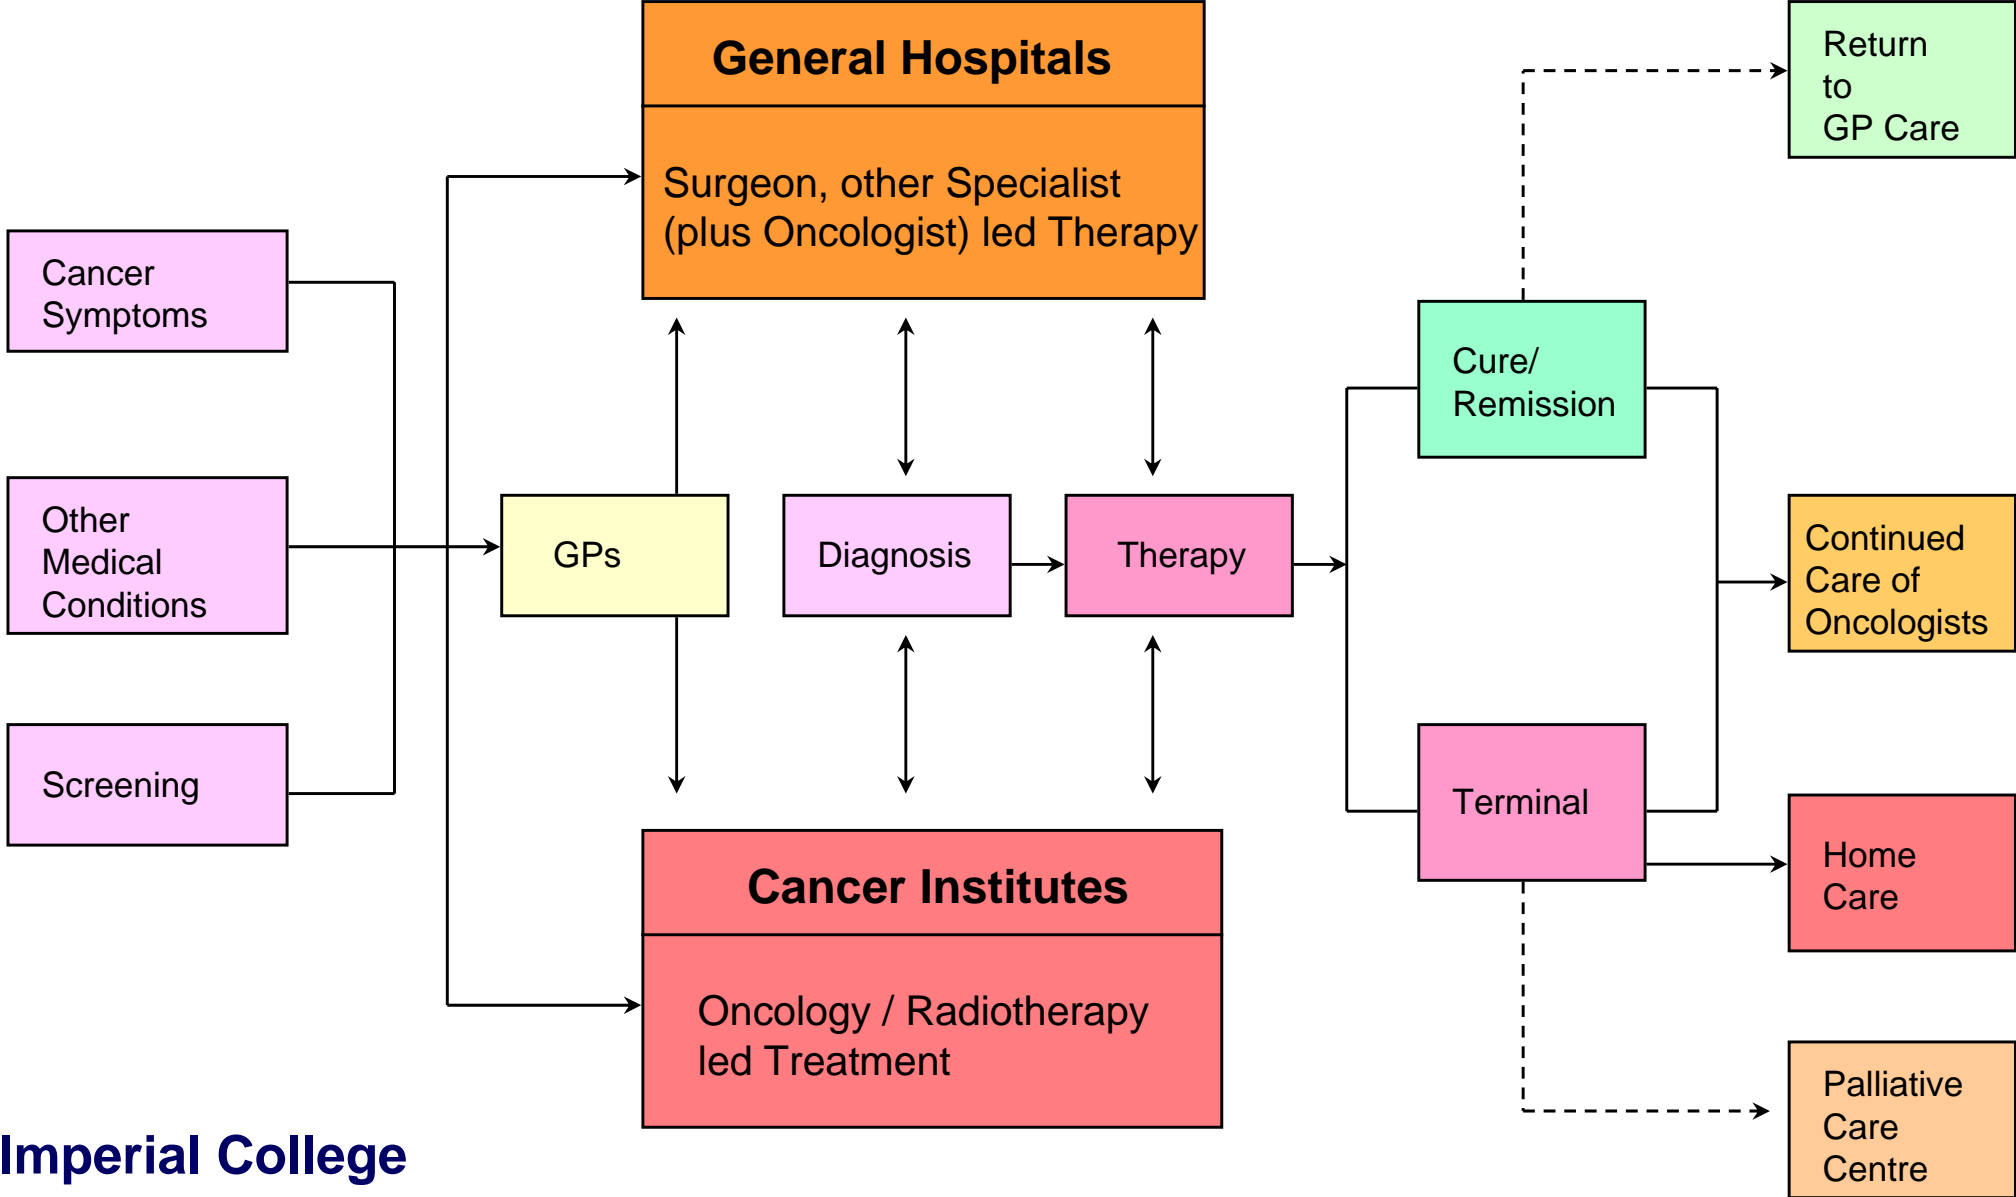 General Hospitals
Surgeon, other Specialist
(plus Oncologist) led Therapy
Return
to
GP Care
Cancer
Symptoms
Other
Medical
Conditions
Screening
GPs
Diagnosis
Therapy
Cure/
Remission
Terminal
Continued
Care of
Oncologists
Home
Care
Palliative
Care
Centre
Cancer Institutes
Oncology / Radiotherapy
led Treatment
Imperial College